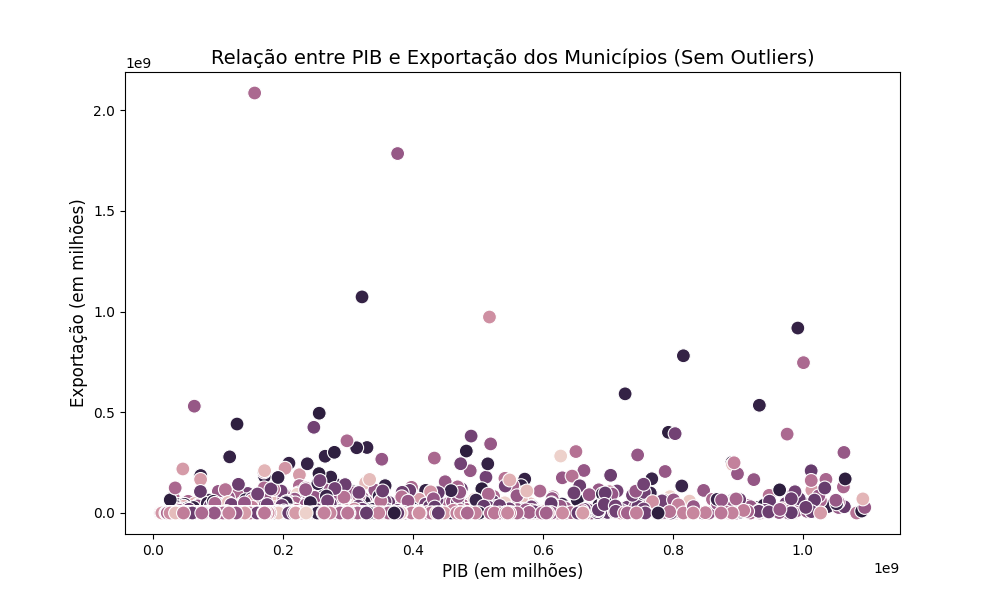 Relação entre PIB e Exportação dos Municípios (Sem Outliers)
1e9
2.0
1.5
1.0
0.5
0.0
Exportação (em milhões)
0.0 0.2 0.4 0.6 0.8 1.0
1e9
PIB (em milhões)